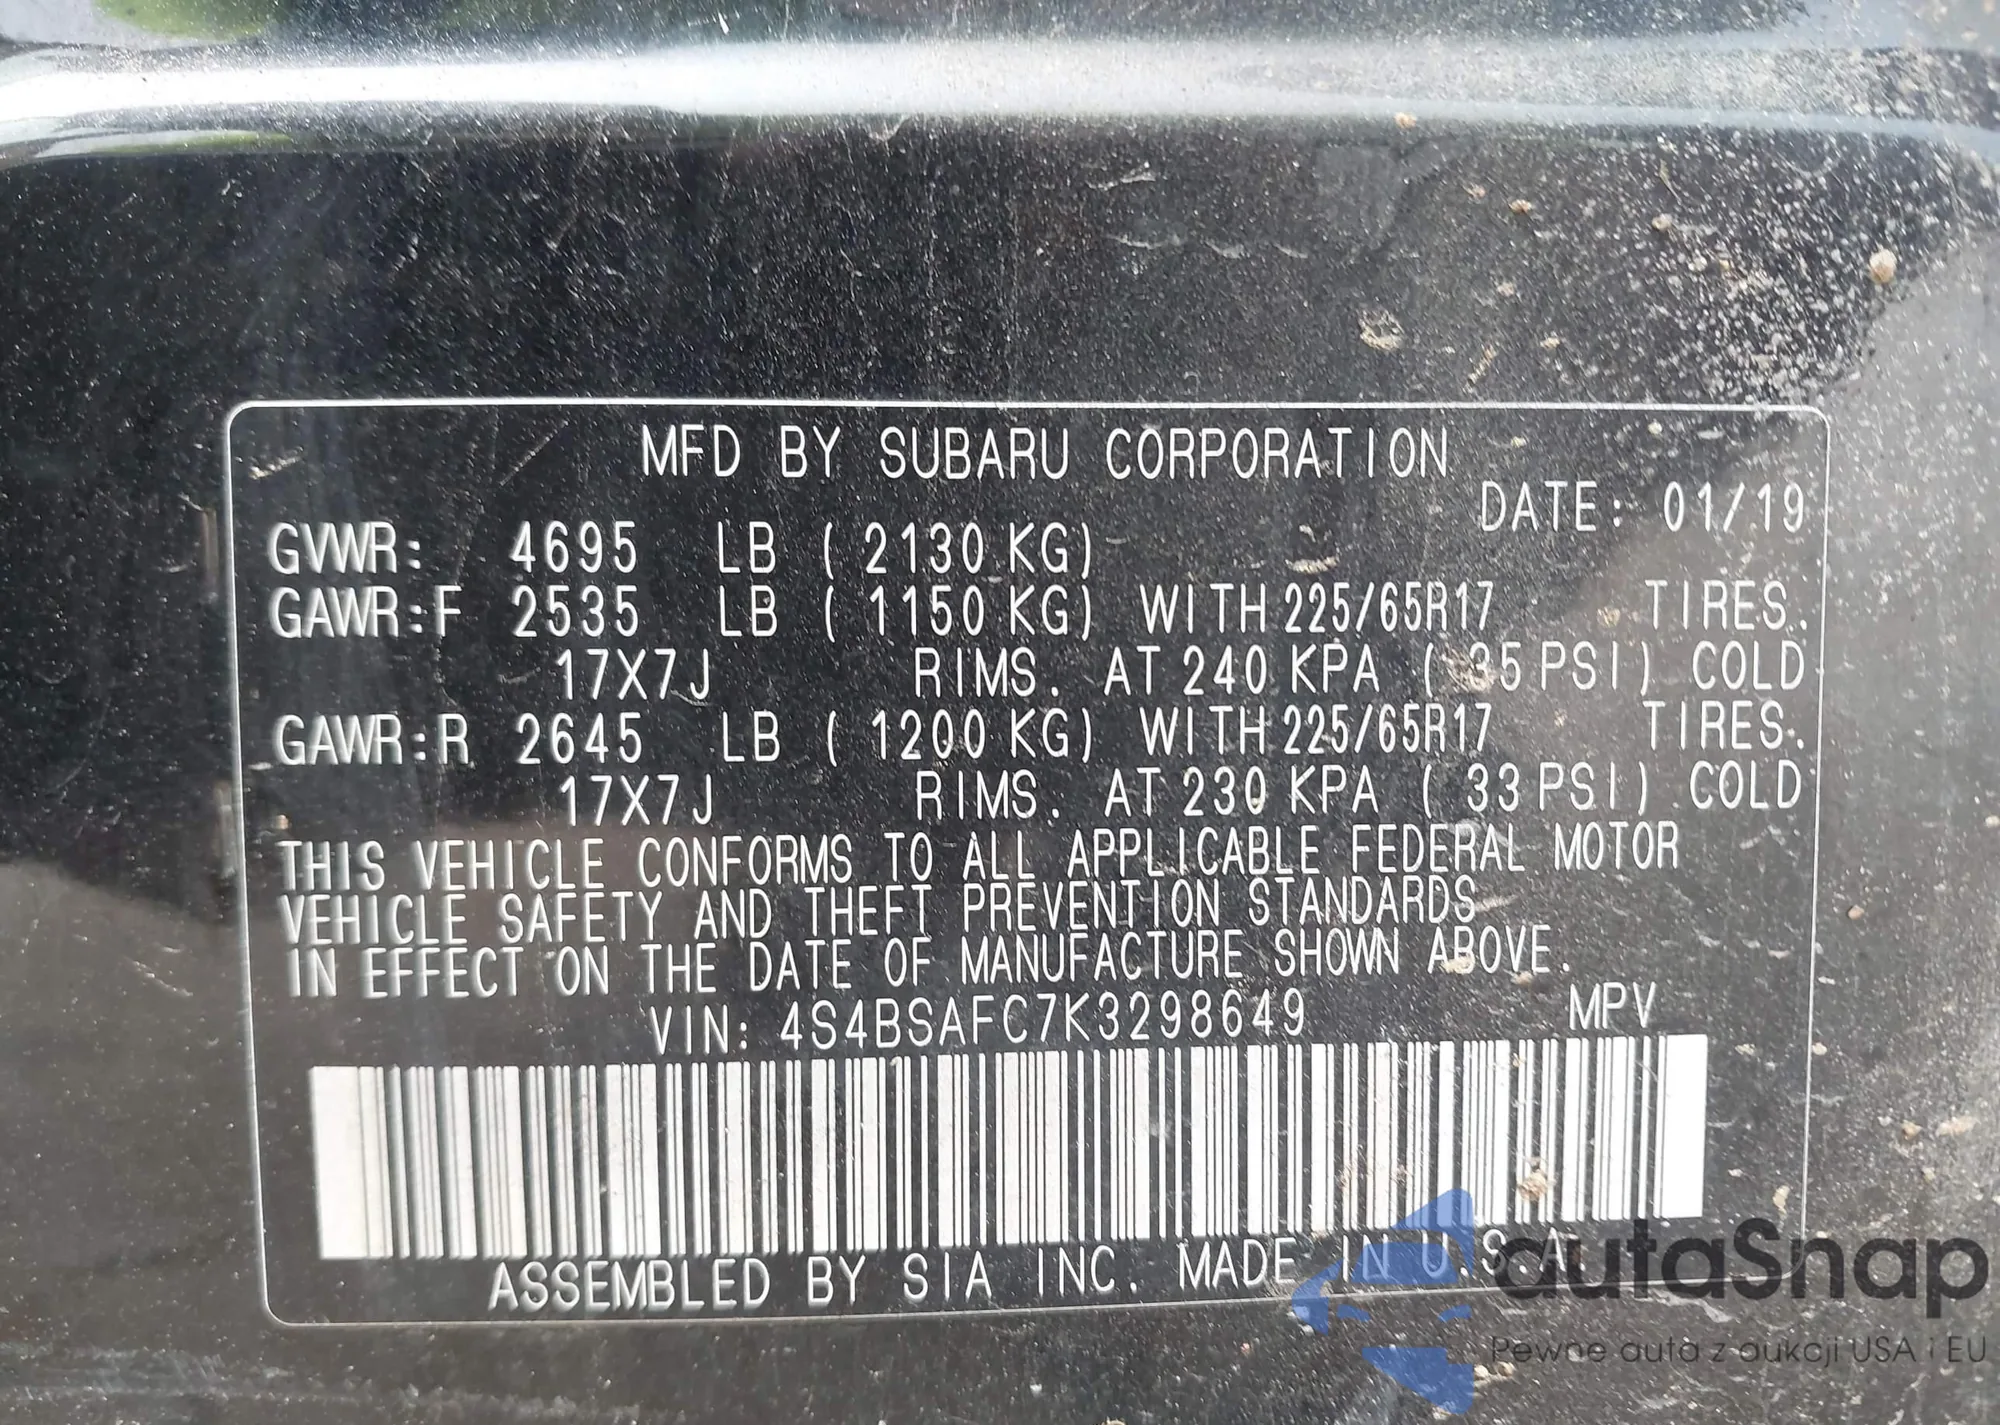 MFD BY SUBARU CORPORATION
DATE: 01/19
GVWR: 4695 LB ( 2130 KG)
GAWR:F 2535 LB ( 1150 KG) WITH 225/65R17 TIRES.
17X7J RIMS. AT 240 KPA ( 35 PSI) COLD
GAWR:R 2645 LB ( 1200 KG) WITH 225/65R17 TIRES.
17X7J RIMS. AT 230 KPA ( 33 PSI) COLD
THIS VEHICLE CONFORMS TO ALL APPLICABLE FEDERAL MOTOR
VEHICLE SAFETY AND THEFT PREVENTION STANDARDS
IN EFFECT ON THE DATE OF MANUFACTURE SHOWN ABOVE.
VIN: 4S4BSAFC7K3298649 MPV
ASSEMBLED BY SIA INC. MADE IN U.S.A.
autaSnap
Pewne auta z aukcji USA i EU